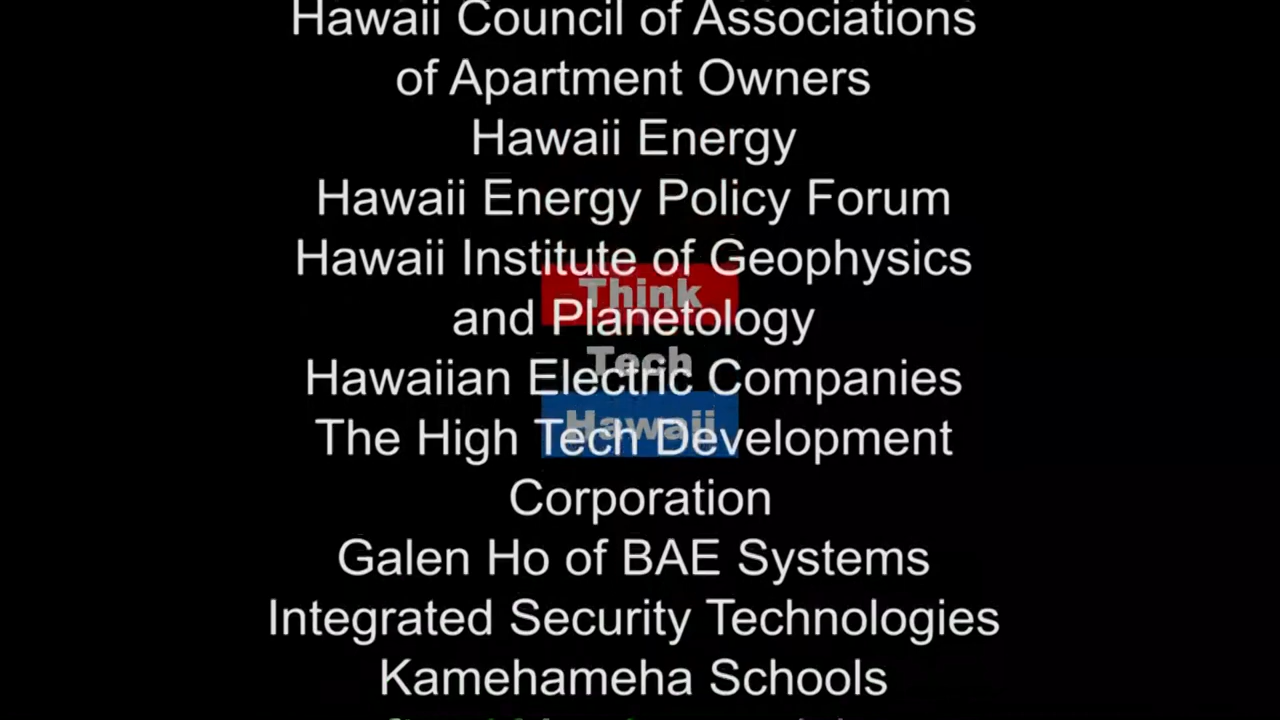 Hawaii Council of Associations
of Apartment Owners
Hawaii Energy
Hawaii Energy Policy Forum
Hawaii Institute of Geophysics
Think
and Planetology
Tech
Hawaiian Electric Companies
Hawaii
The High Tech Development
Corporation
Galen Ho of BAE Systems
Integrated Security Technologies
Kamehameha Schools